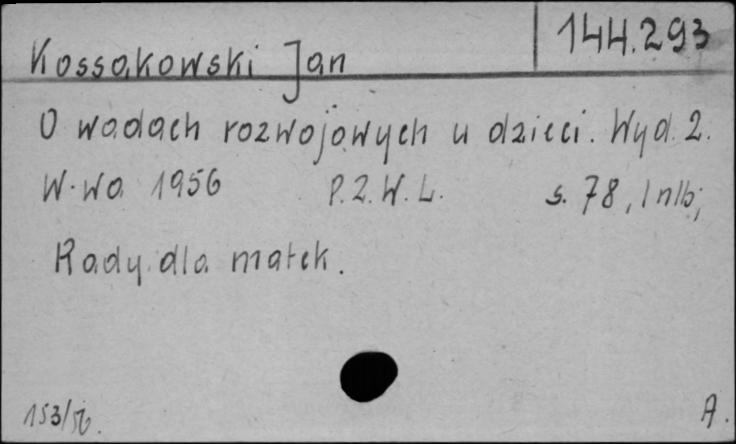 Kossakowski Jan 144.293
O wadach rozwojowych u dzieci. Wyd. 2.
W-wa 1956 P.Z.W.L. s. 78, 1 nlb;
Rady dla matek.
153/56. A.